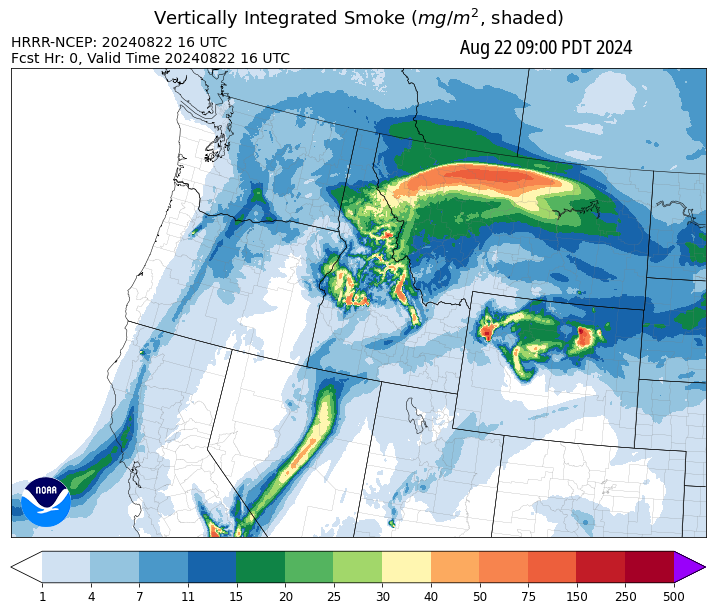 Vertically Integrated Smoke (mg/m², shaded)
HRRR-NCEP: 20240822 16 UTC
Aug 22 09:00 PDT 2024
Fcst Hr: 0, Valid Time 20240822 16 UTC
NOAA
1 4 7 11 15 20 25 30 40 50 75 150 250 500